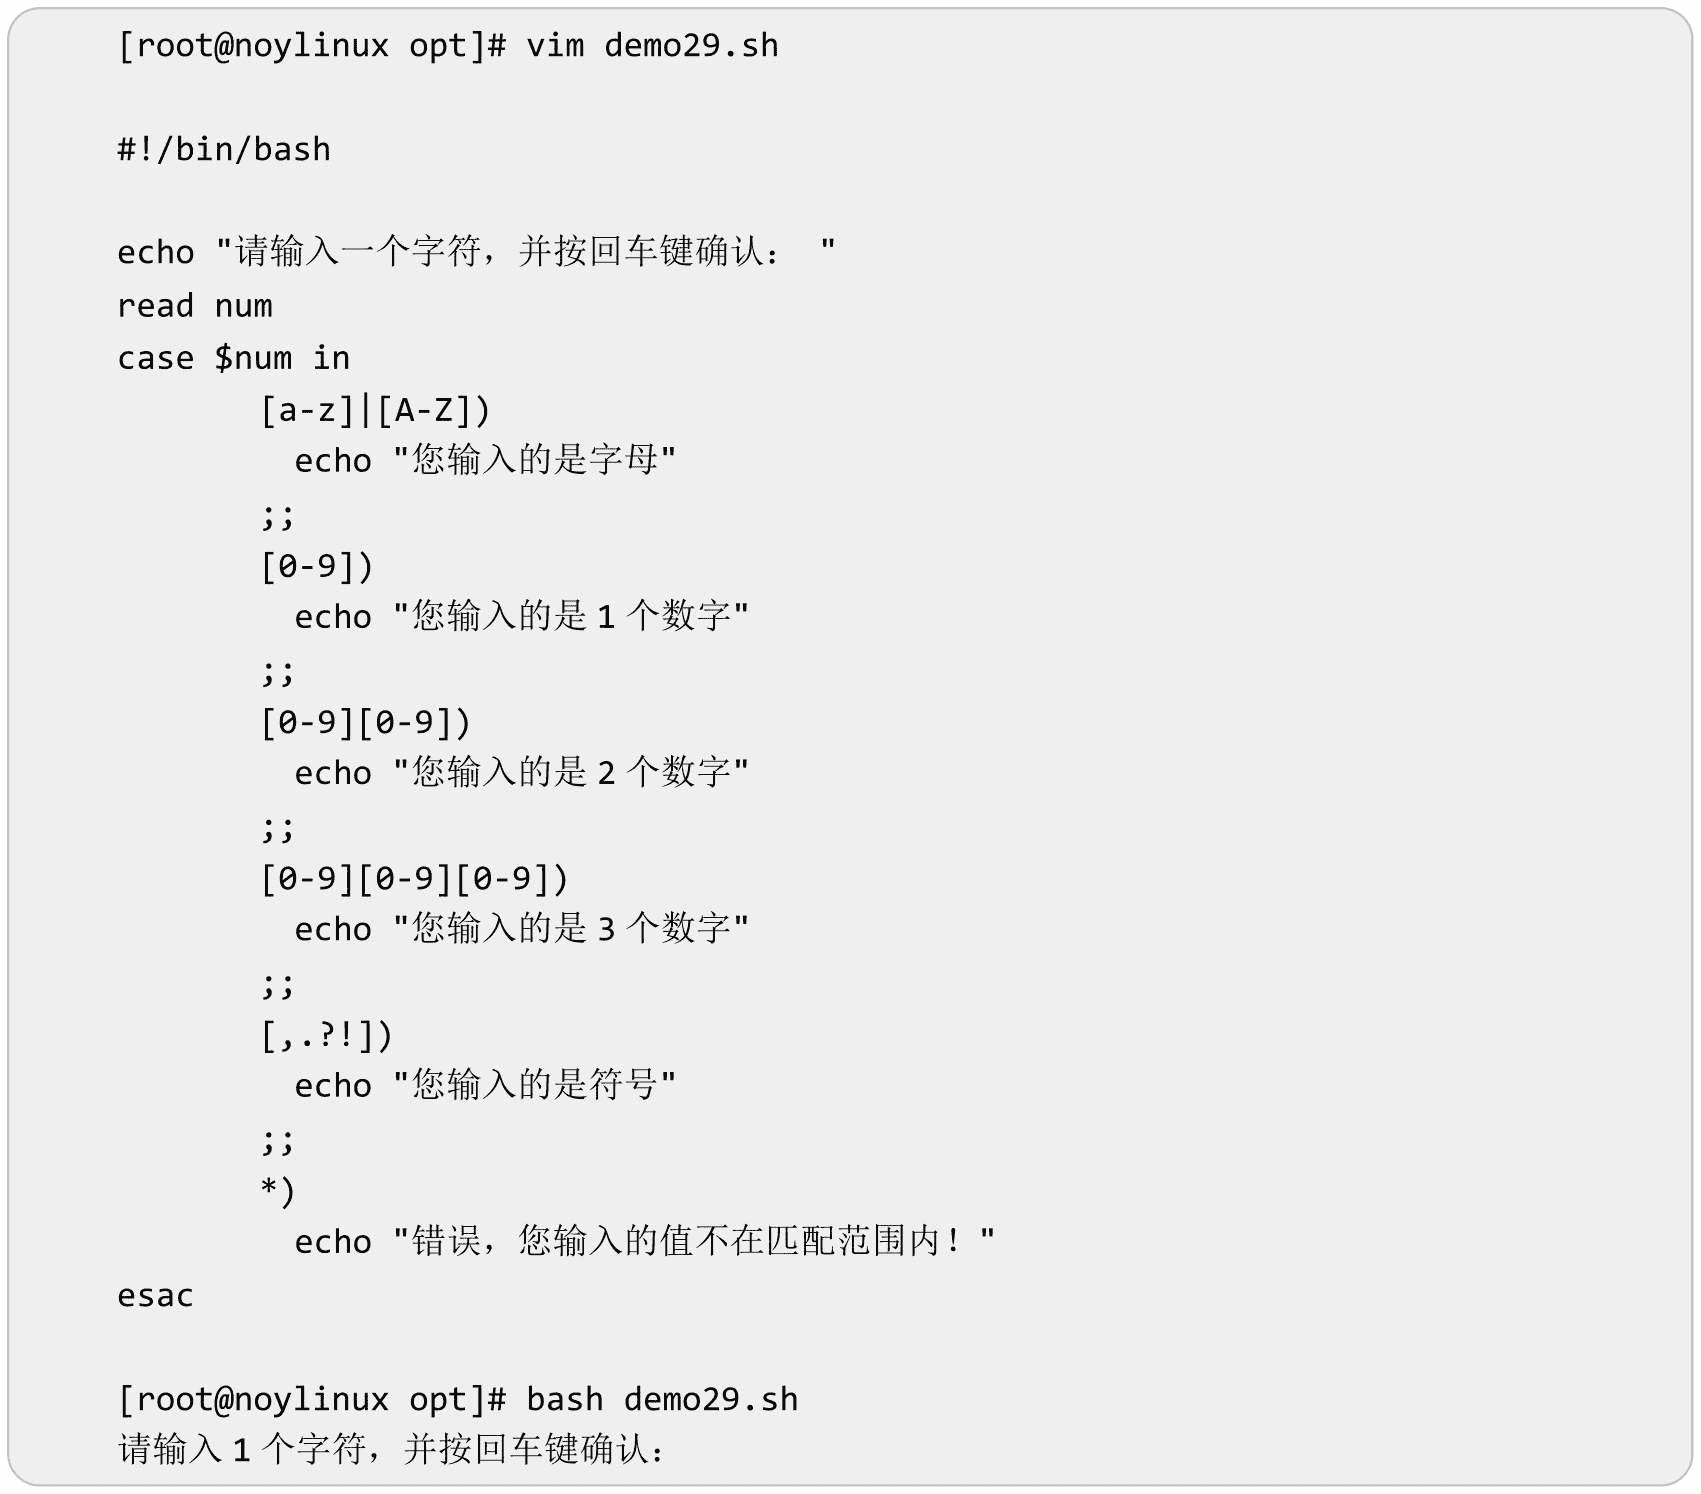 [root@noylinux opt]# vim demo29.sh
#!/bin/bash
echo "请输入一个字符，并按回车键确认： "
read num
case $num in
[a-z]|[A-Z])
echo "您输入的是字母"
;;
[0-9])
echo "您输入的是 1 个数字"
;;
[0-9][0-9])
echo "您输入的是 2 个数字"
;;
[0-9][0-9][0-9])
echo "您输入的是 3 个数字"
;;
[,.?!])
echo "您输入的是符号"
;;
*)
echo "错误，您输入的值不在匹配范围内！"
esac
[root@noylinux opt]# bash demo29.sh
请输入 1 个字符，并按回车键确认：